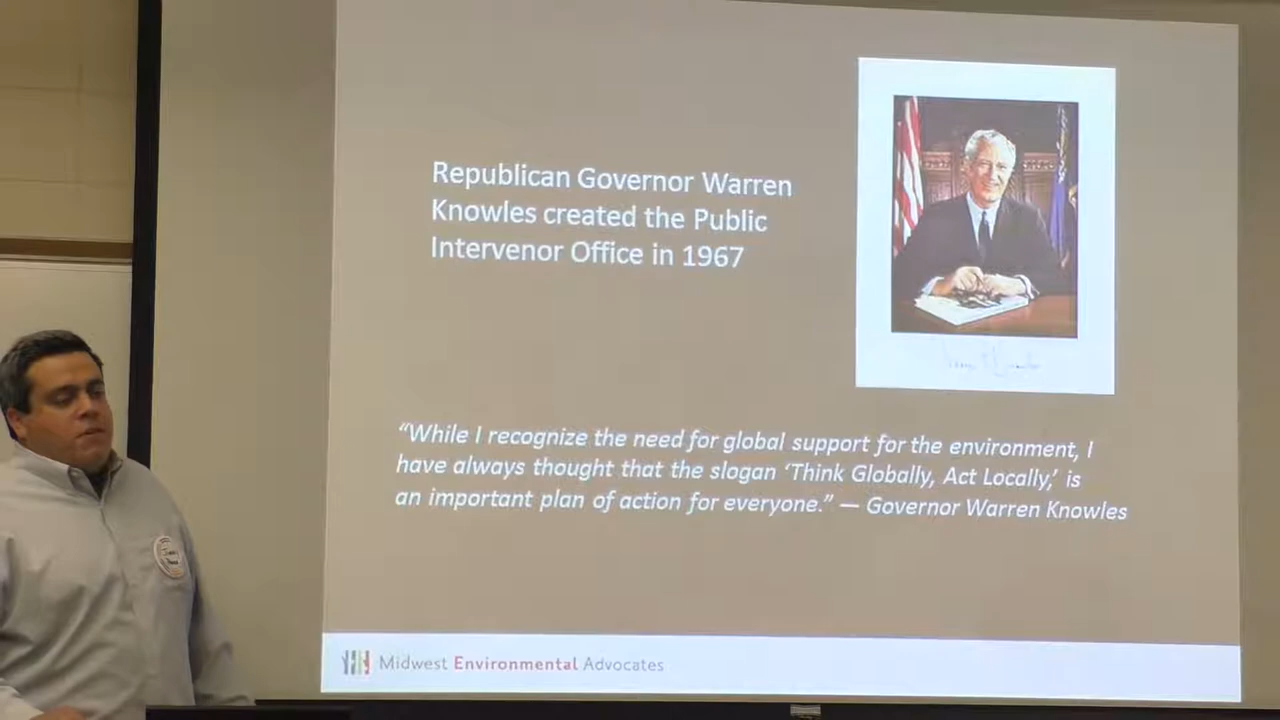 Republican Governor Warren
Knowles created the Public
Intervenor Office in 1967
“While I recognize the need for global support for the environment, I
have always thought that the slogan ‘Think Globally, Act Locally,’ is
an important plan of action for everyone.” — Governor Warren Knowles
Midwest Environmental Advocates